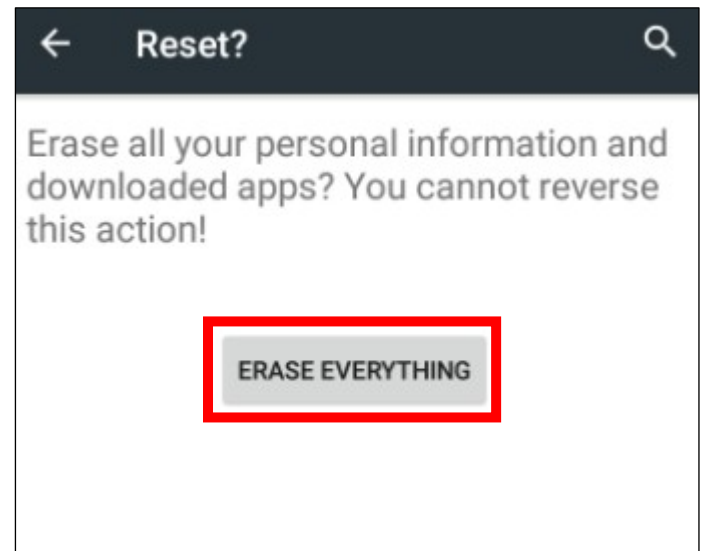 Reset?
Erase all your personal information and
downloaded apps? You cannot reverse
this action!
ERASE EVERYTHING